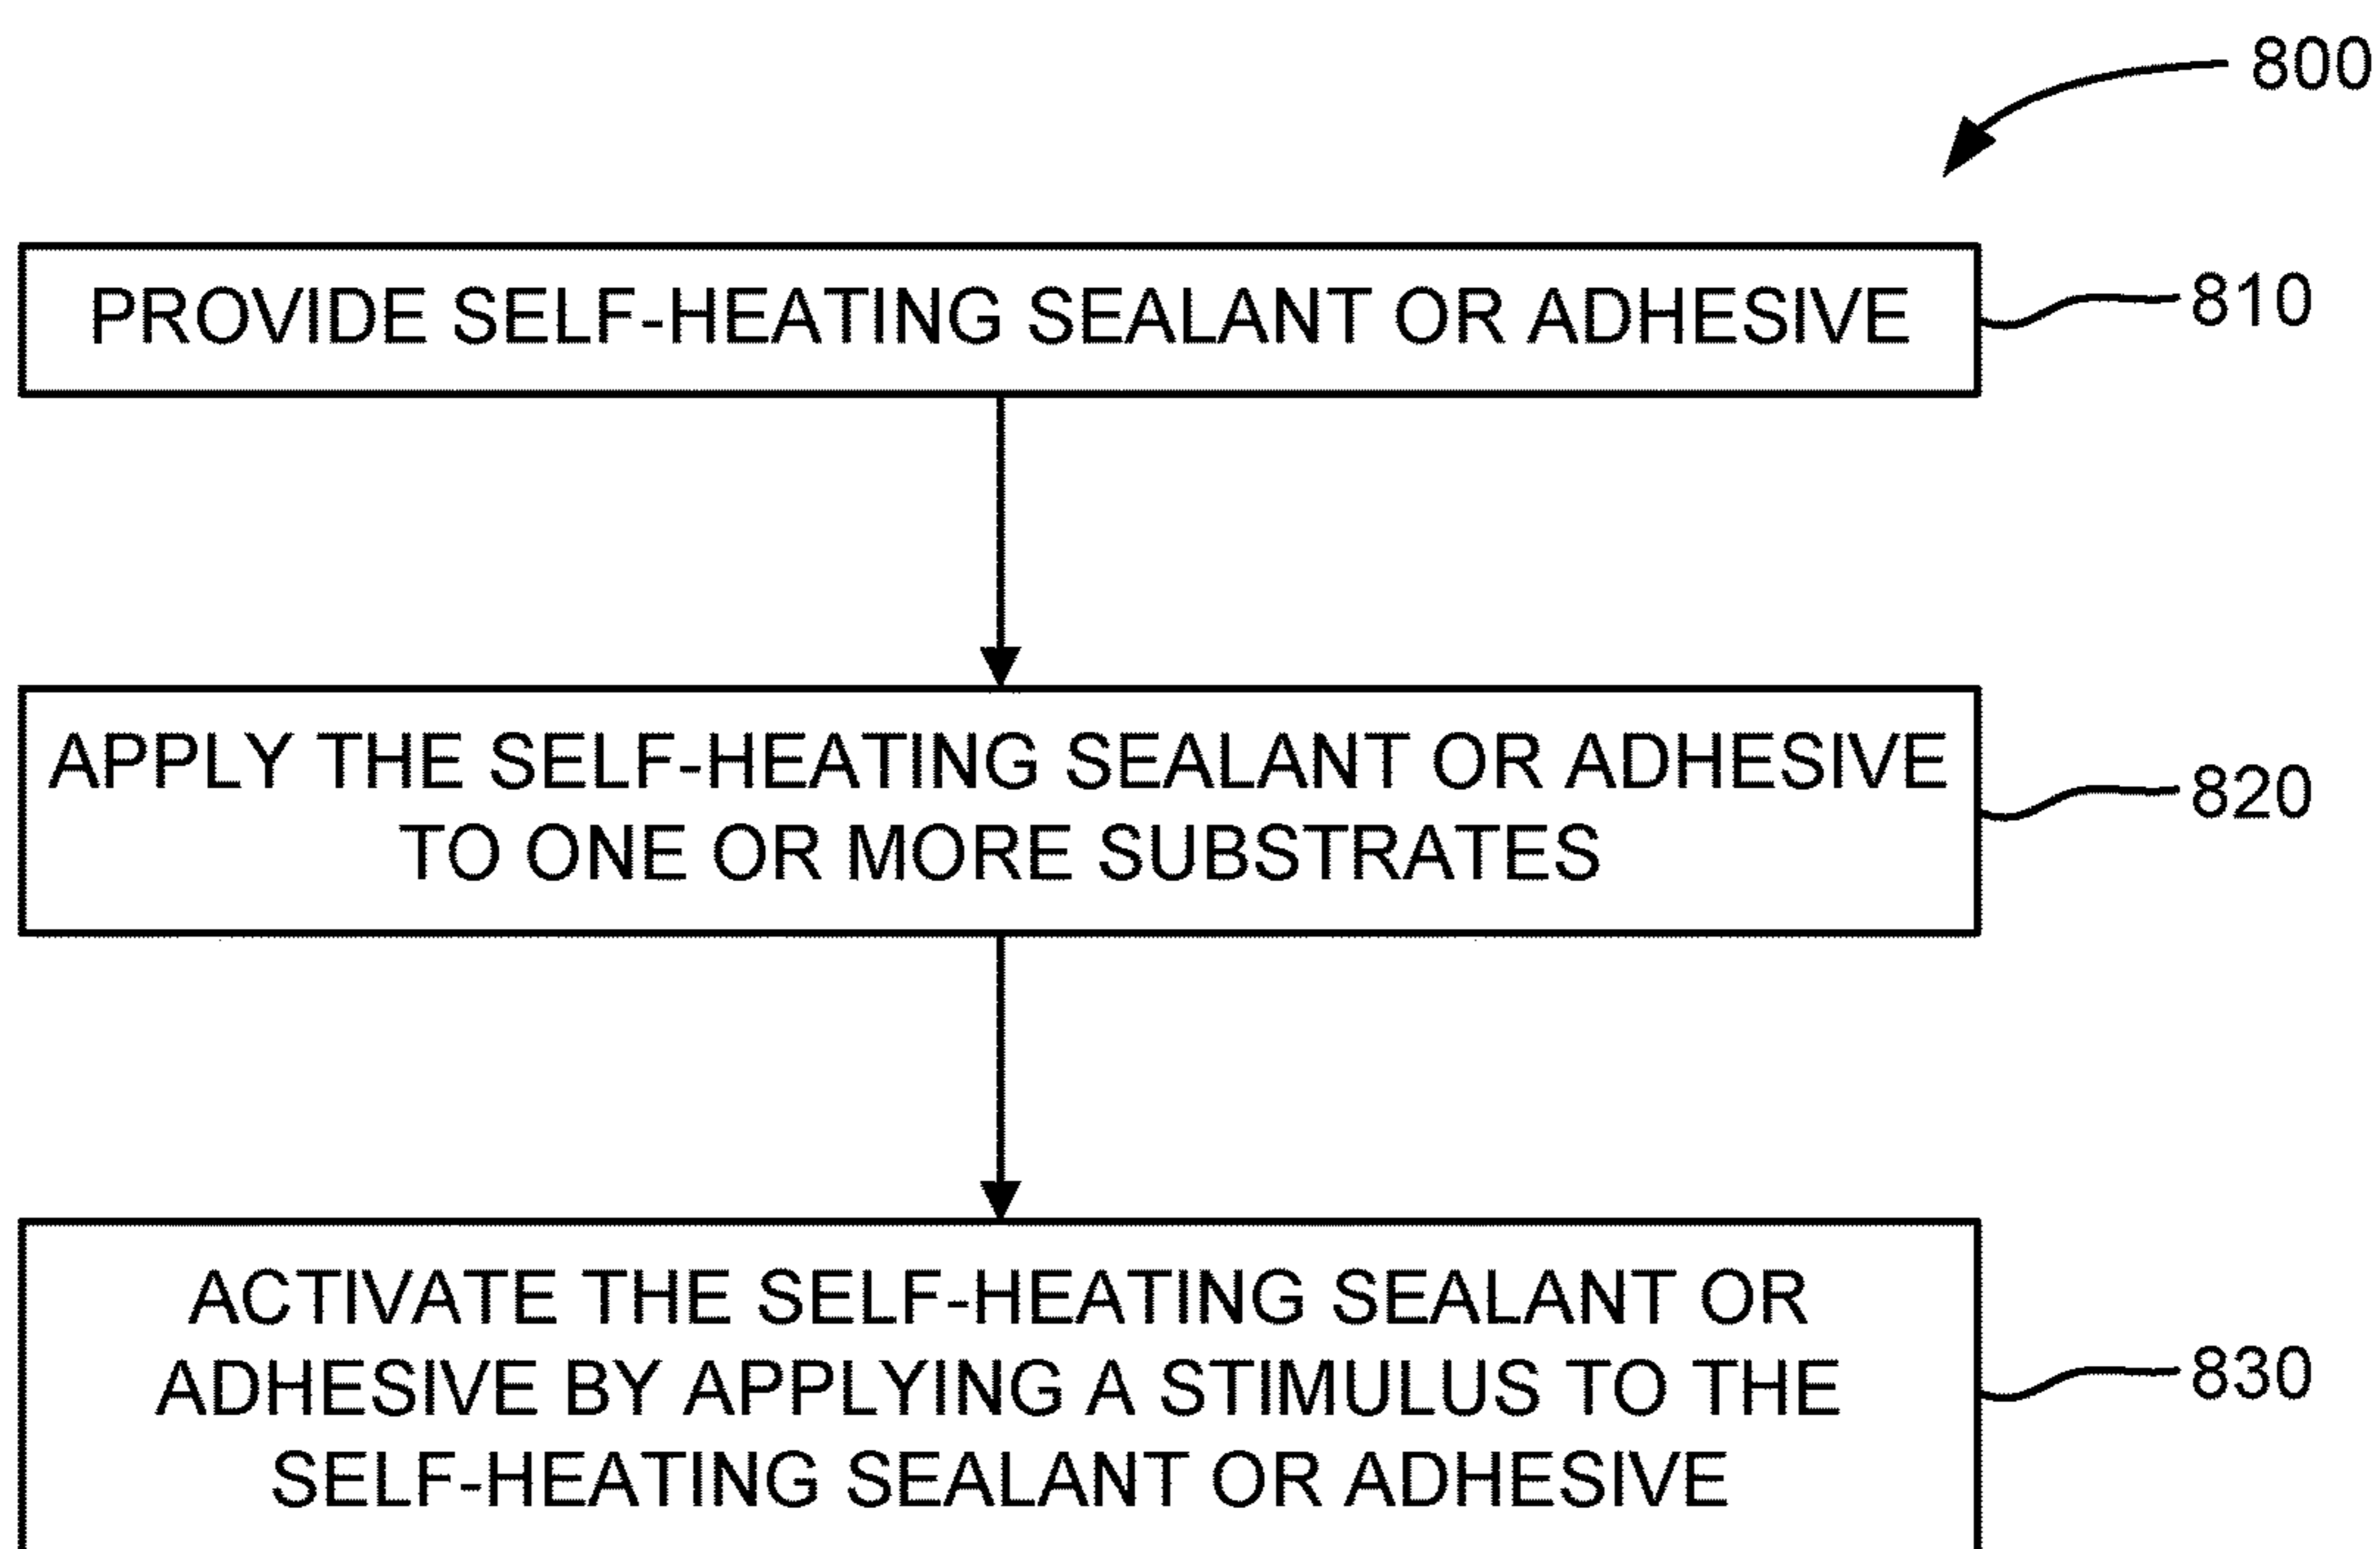 800
PROVIDE SELF-HEATING SEALANT OR ADHESIVE
810
APPLY THE SELF-HEATING SEALANT OR ADHESIVE
TO ONE OR MORE SUBSTRATES
820
ACTIVATE THE SELF-HEATING SEALANT OR
ADHESIVE BY APPLYING A STIMULUS TO THE
SELF-HEATING SEALANT OR ADHESIVE
830